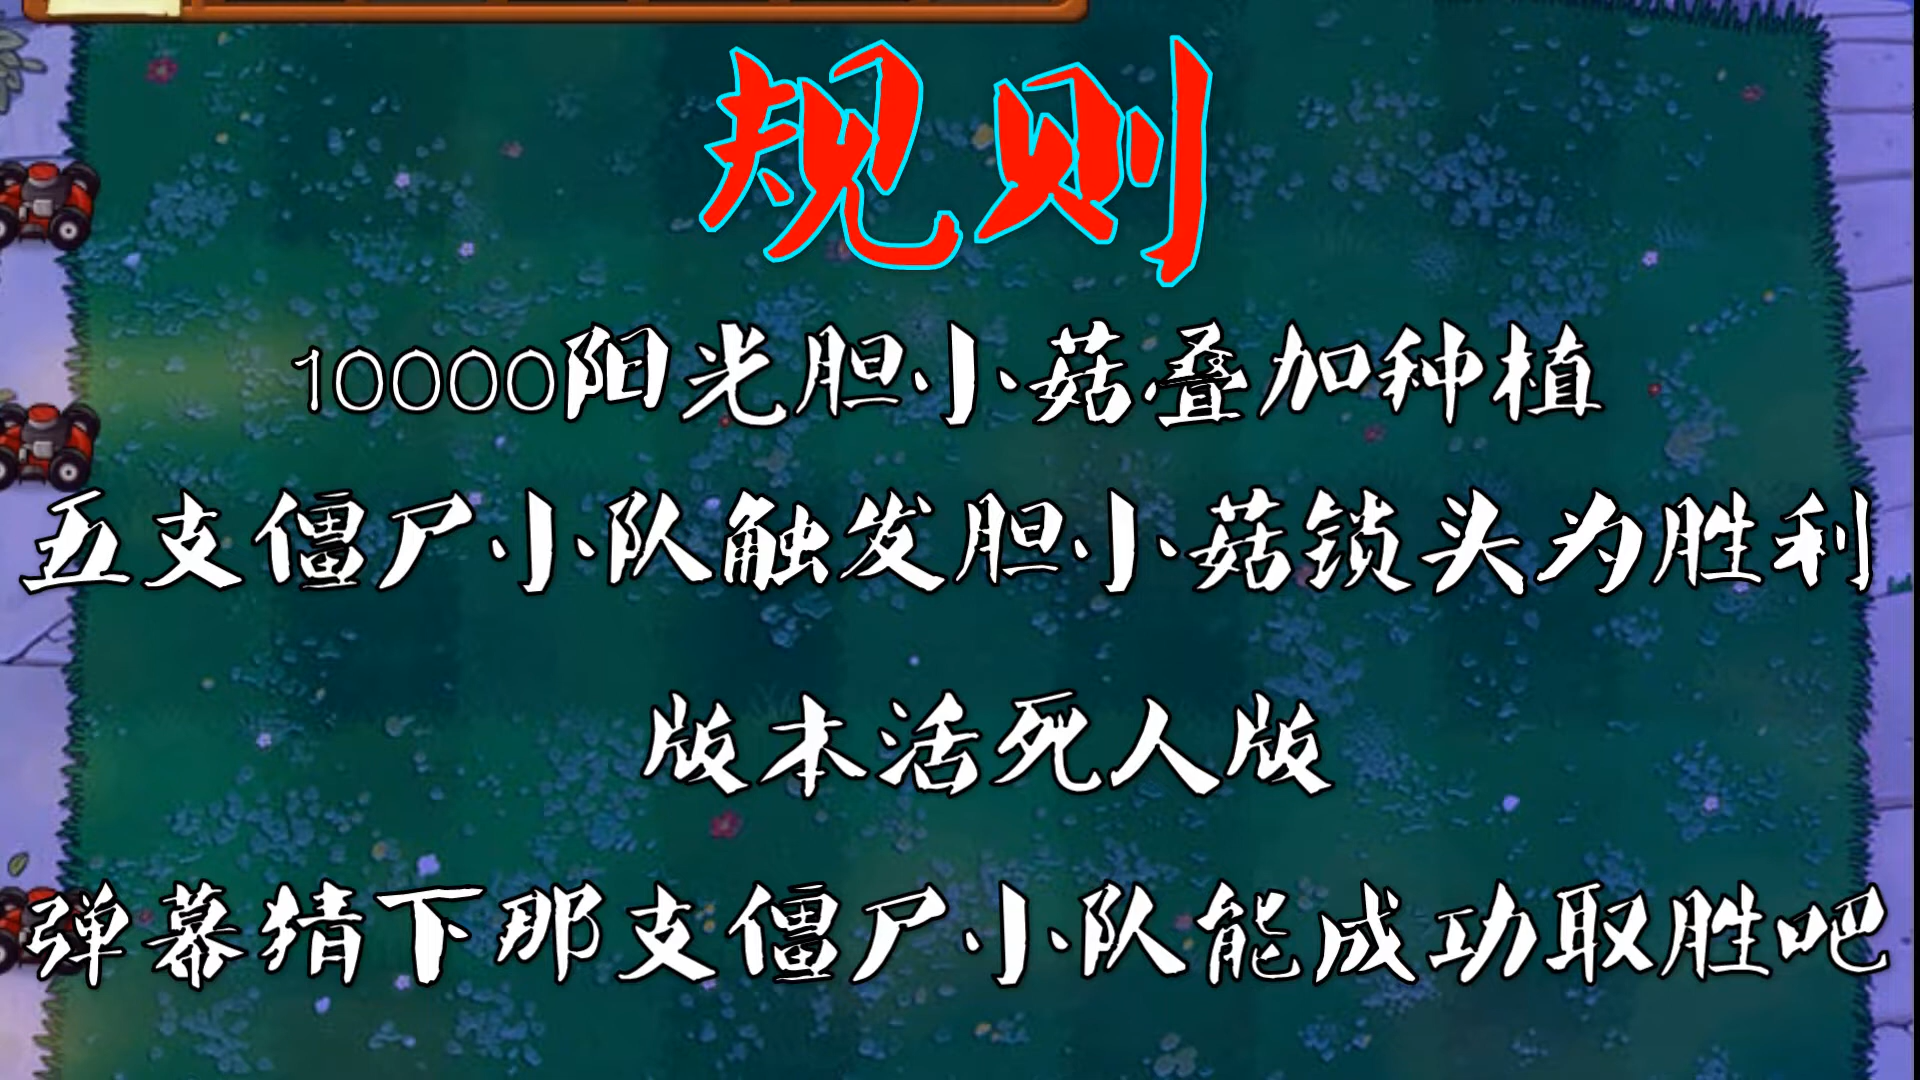 规则
10000阳光胆小菇叠加种植
五支僵尸小队触发胆小菇锁头为胜利
版本活死人版
弹幕猜下那支僵尸小队能成功取胜吧